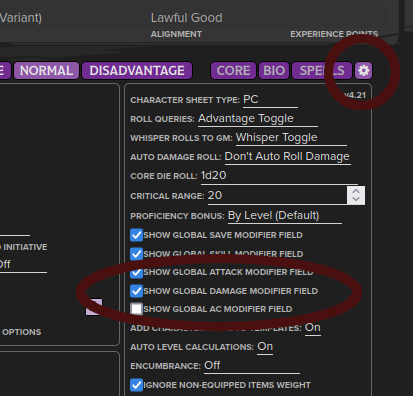 Variant) Lawful Good
ALIGNMENT EXPERIENCE POINTS
E NORMAL DISADVANTAGE CORE BIO SPELLS
v4.21
CHARACTER SHEET TYPE: PC
ROLL QUERIES: Advantage Toggle
WHISPER ROLLS TO GM: Whisper Toggle
AUTO DAMAGE ROLL: Don't Auto Roll Damage
CORE DIE ROLL: 1d20
CRITICAL RANGE: 20
PROFICIENCY BONUS: By Level (Default)
SHOW GLOBAL SAVE MODIFIER FIELD
INITIATIVE SHOW GLOBAL SKILL MODIFIER FIELD
Off SHOW GLOBAL ATTACK MODIFIER FIELD
SHOW GLOBAL DAMAGE MODIFIER FIELD
SHOW GLOBAL AC MODIFIER FIELD
OPTIONS ADD CHARACTER TEMPLATES: On
AUTO LEVEL CALCULATIONS: On
ENCUMBRANCE: Off
IGNORE NON-EQUIPPED ITEMS WEIGHT